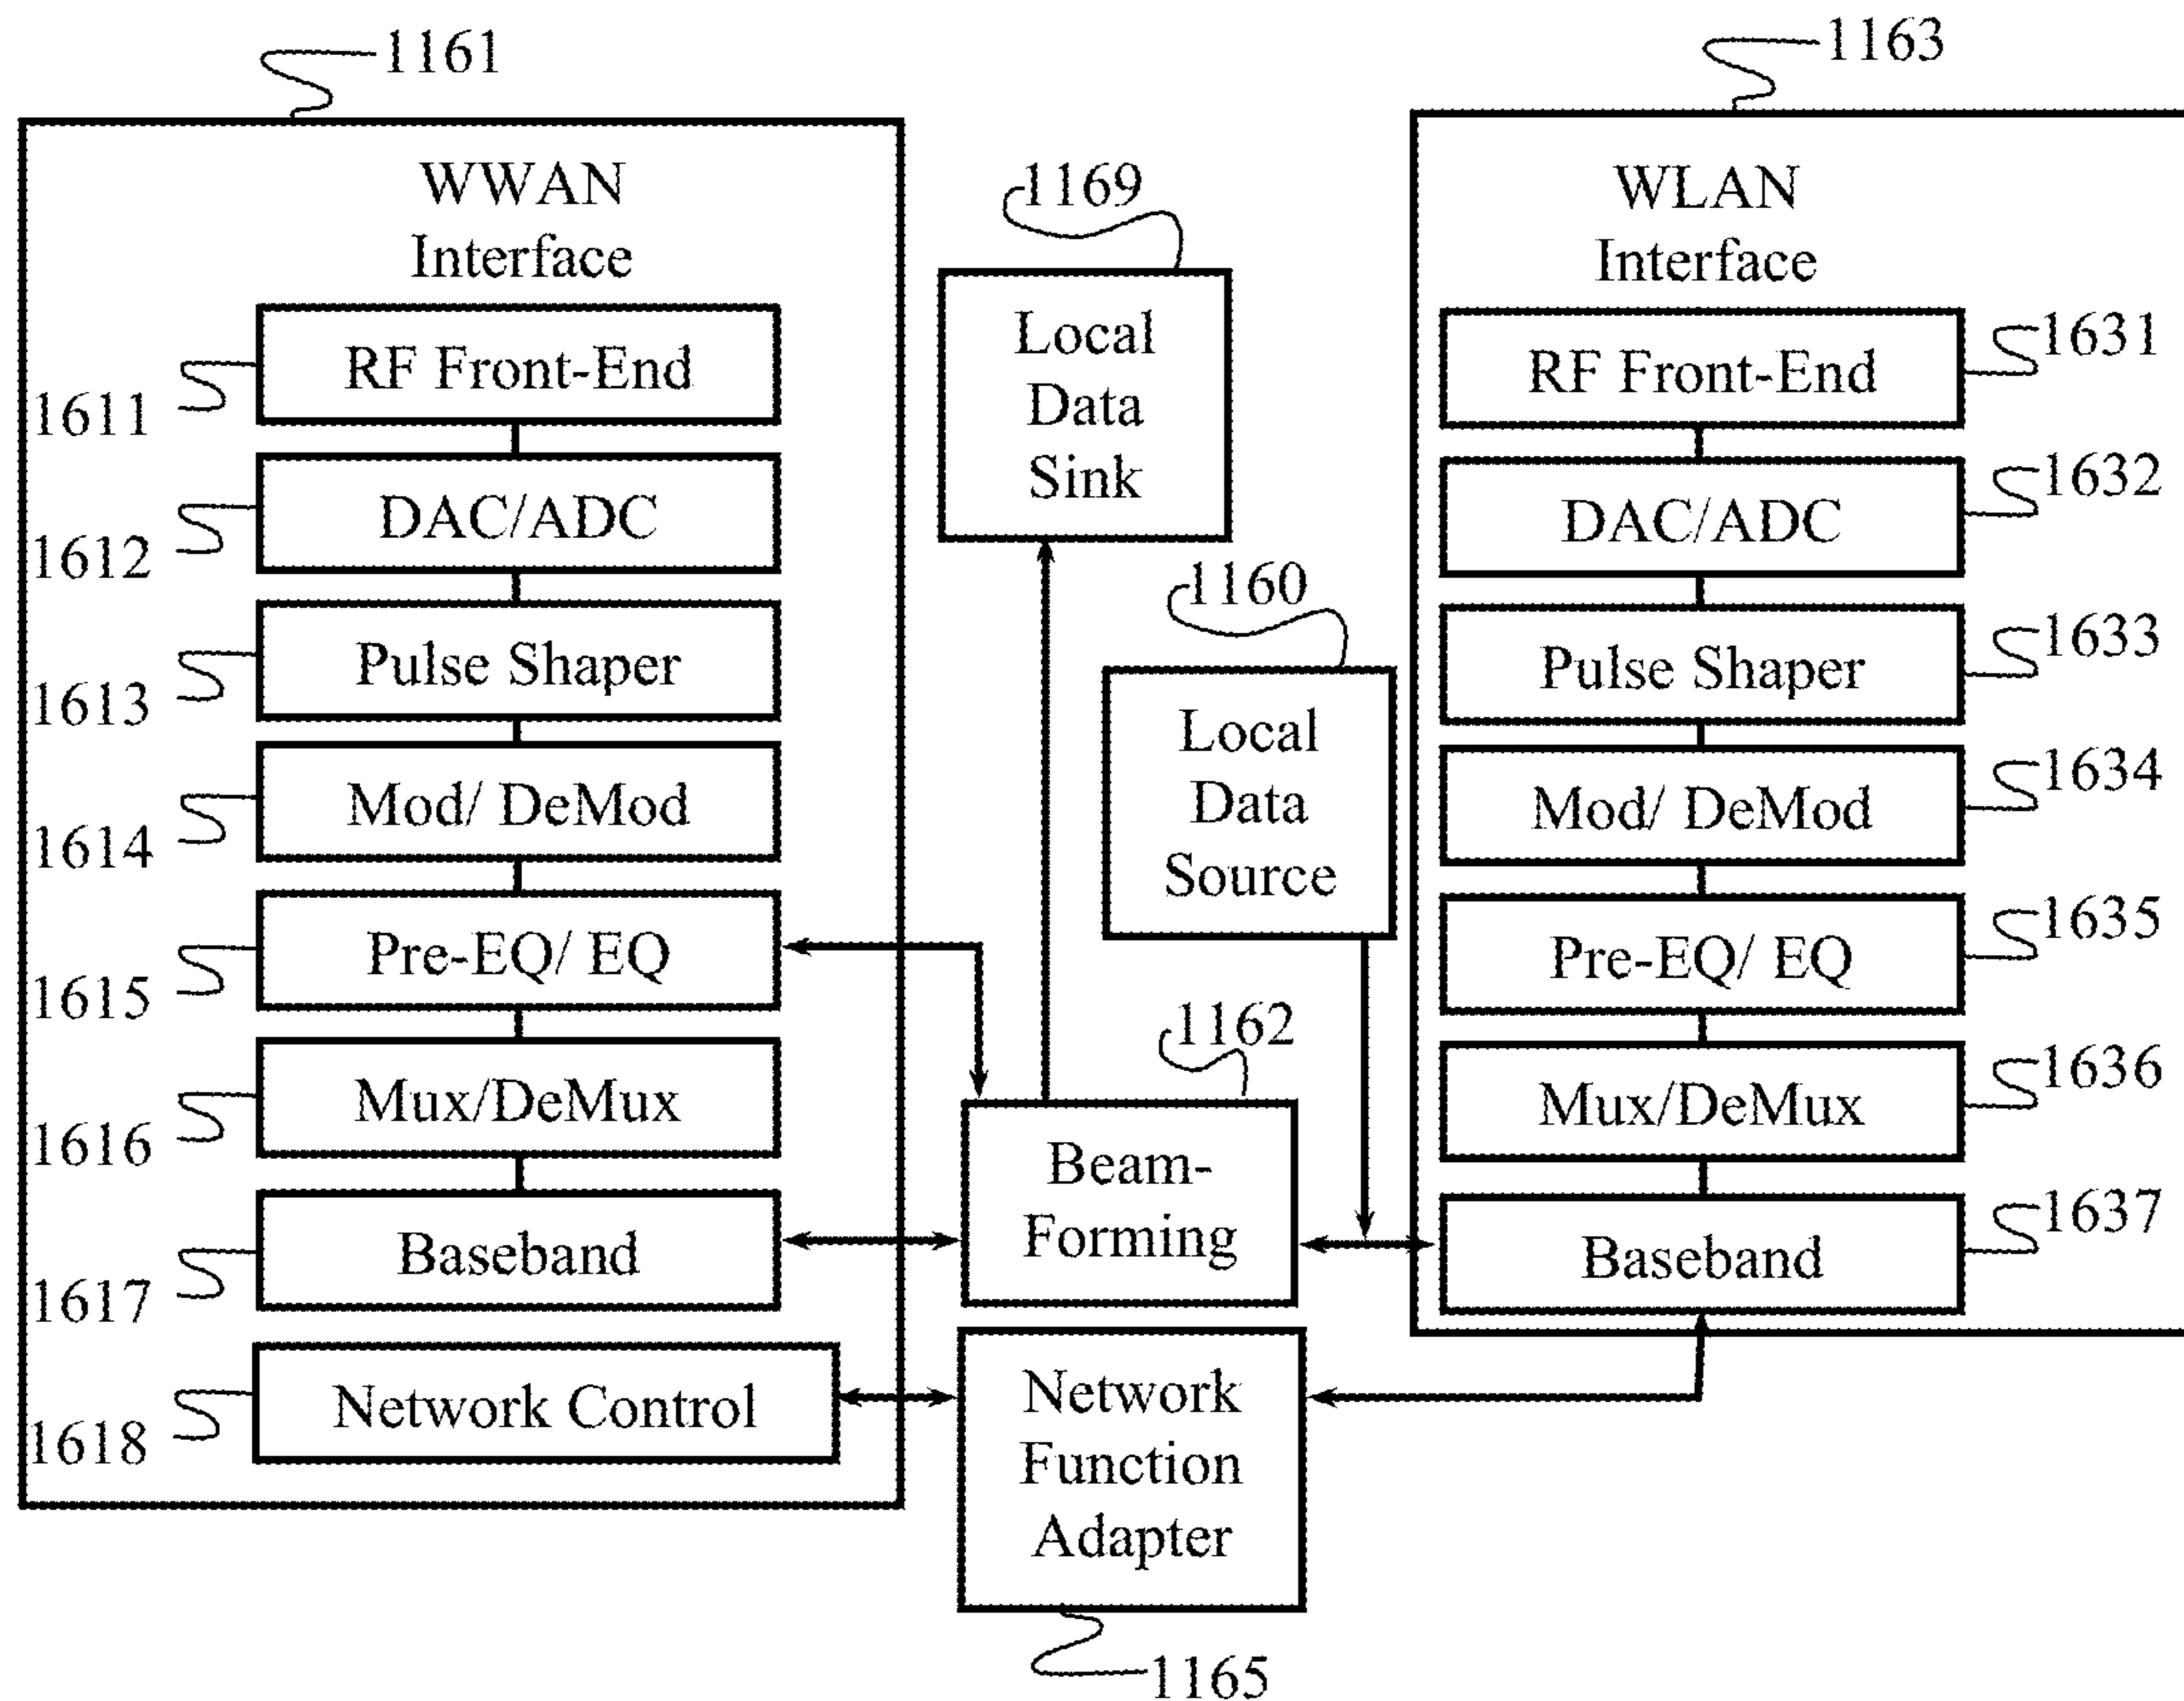 1161
WWAN
Interface
RF Front-End
1611
DAC/ADC
1612
Pulse Shaper
1613
Mod/ DeMod
1614
Pre-EQ/ EQ
1615
Mux/DeMux
1616
Baseband
1617
Network Control
1618
1169
Local
Data
Sink
1160
Local
Data
Source
1162
Beam-
Forming
Network
Function
Adapter
1165
1163
WLAN
Interface
RF Front-End
1631
DAC/ADC
1632
Pulse Shaper
1633
Mod/ DeMod
1634
Pre-EQ/ EQ
1635
Mux/DeMux
1636
Baseband
1637